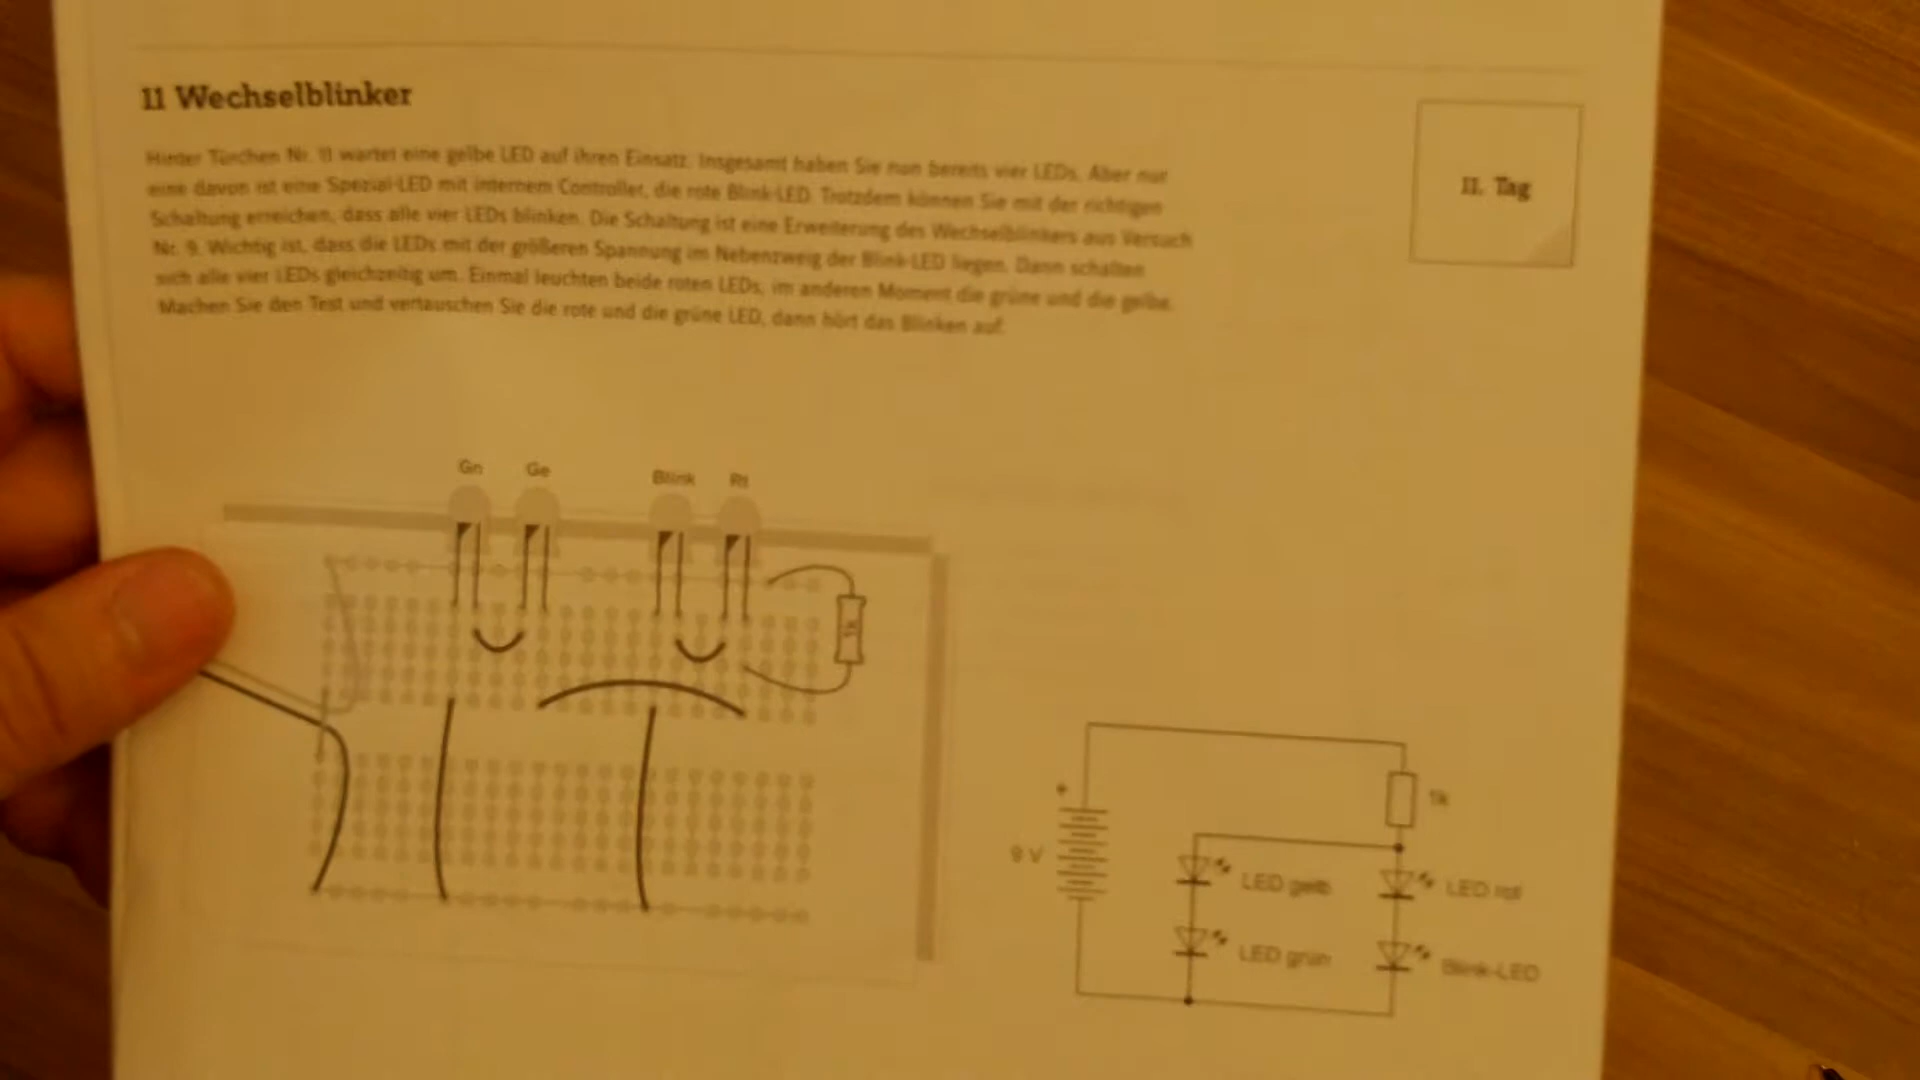 11 Wechselblinker
Hinter Türchen Nr. 11 wartet eine gelbe LED auf ihren Einsatz. Insgesamt haben Sie nun bereits vier LEDs. Aber nur
eine davon ist eine Spezial-LED mit internem Controller, die rote Blink-LED. Trotzdem können Sie mit der richtigen
Schaltung erreichen, dass alle vier LEDs blinken. Die Schaltung ist eine Erweiterung des Wechselblinkers aus Versuch
Nr. 9. Wichtig ist, dass die LEDs mit der größeren Spannung im Nebenzweig der Blink-LED liegen. Dann schalten
sich alle vier LEDs gleichzeitig um. Einmal leuchten beide roten LEDs, im anderen Moment die grüne und die gelbe.
Machen Sie den Test und vertauschen Sie die rote und die grüne LED, dann hört das Blinken auf.
11. Tag
Gn Ge Blink Rt
1k
+
1k
9 V
LED gelb LED rot
LED grün Blink-LED